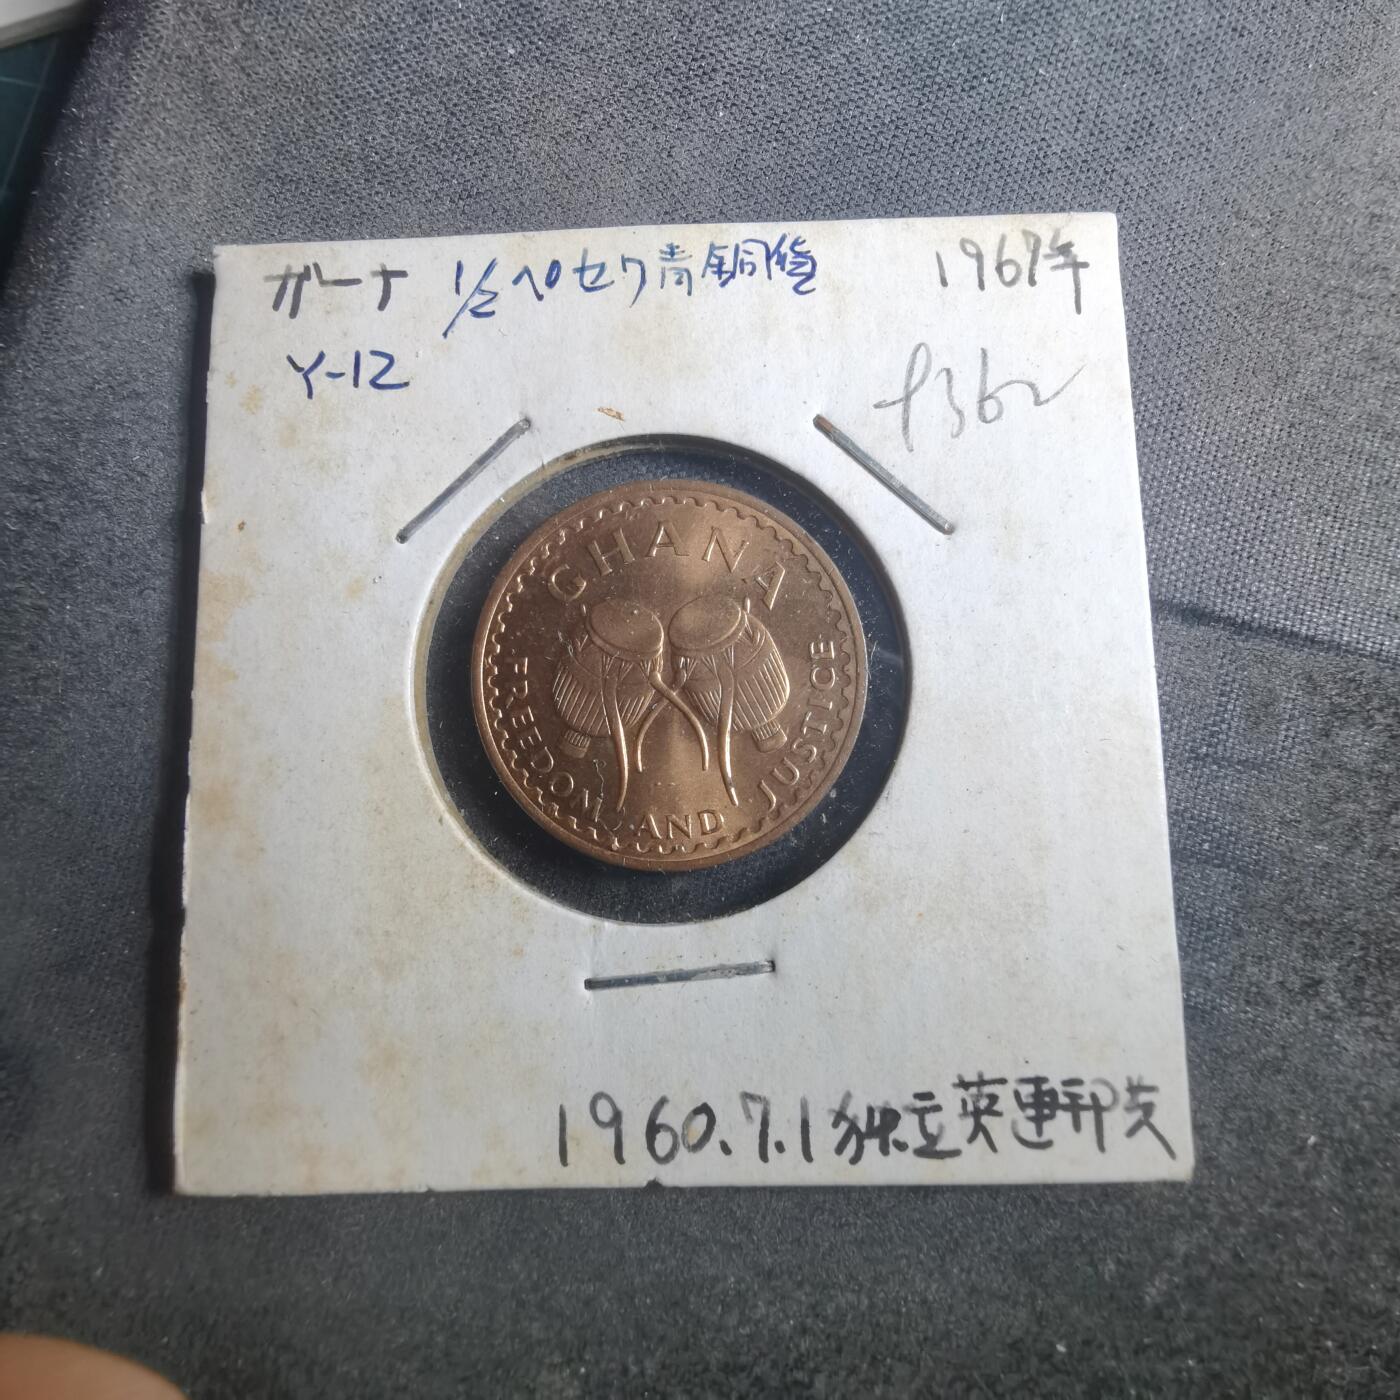 ガーナ 1/2ペセワ青銅貨 1967年
Y-12
GHANA
FREEDOM AND JUSTICE
1960.7.1独立英連邦